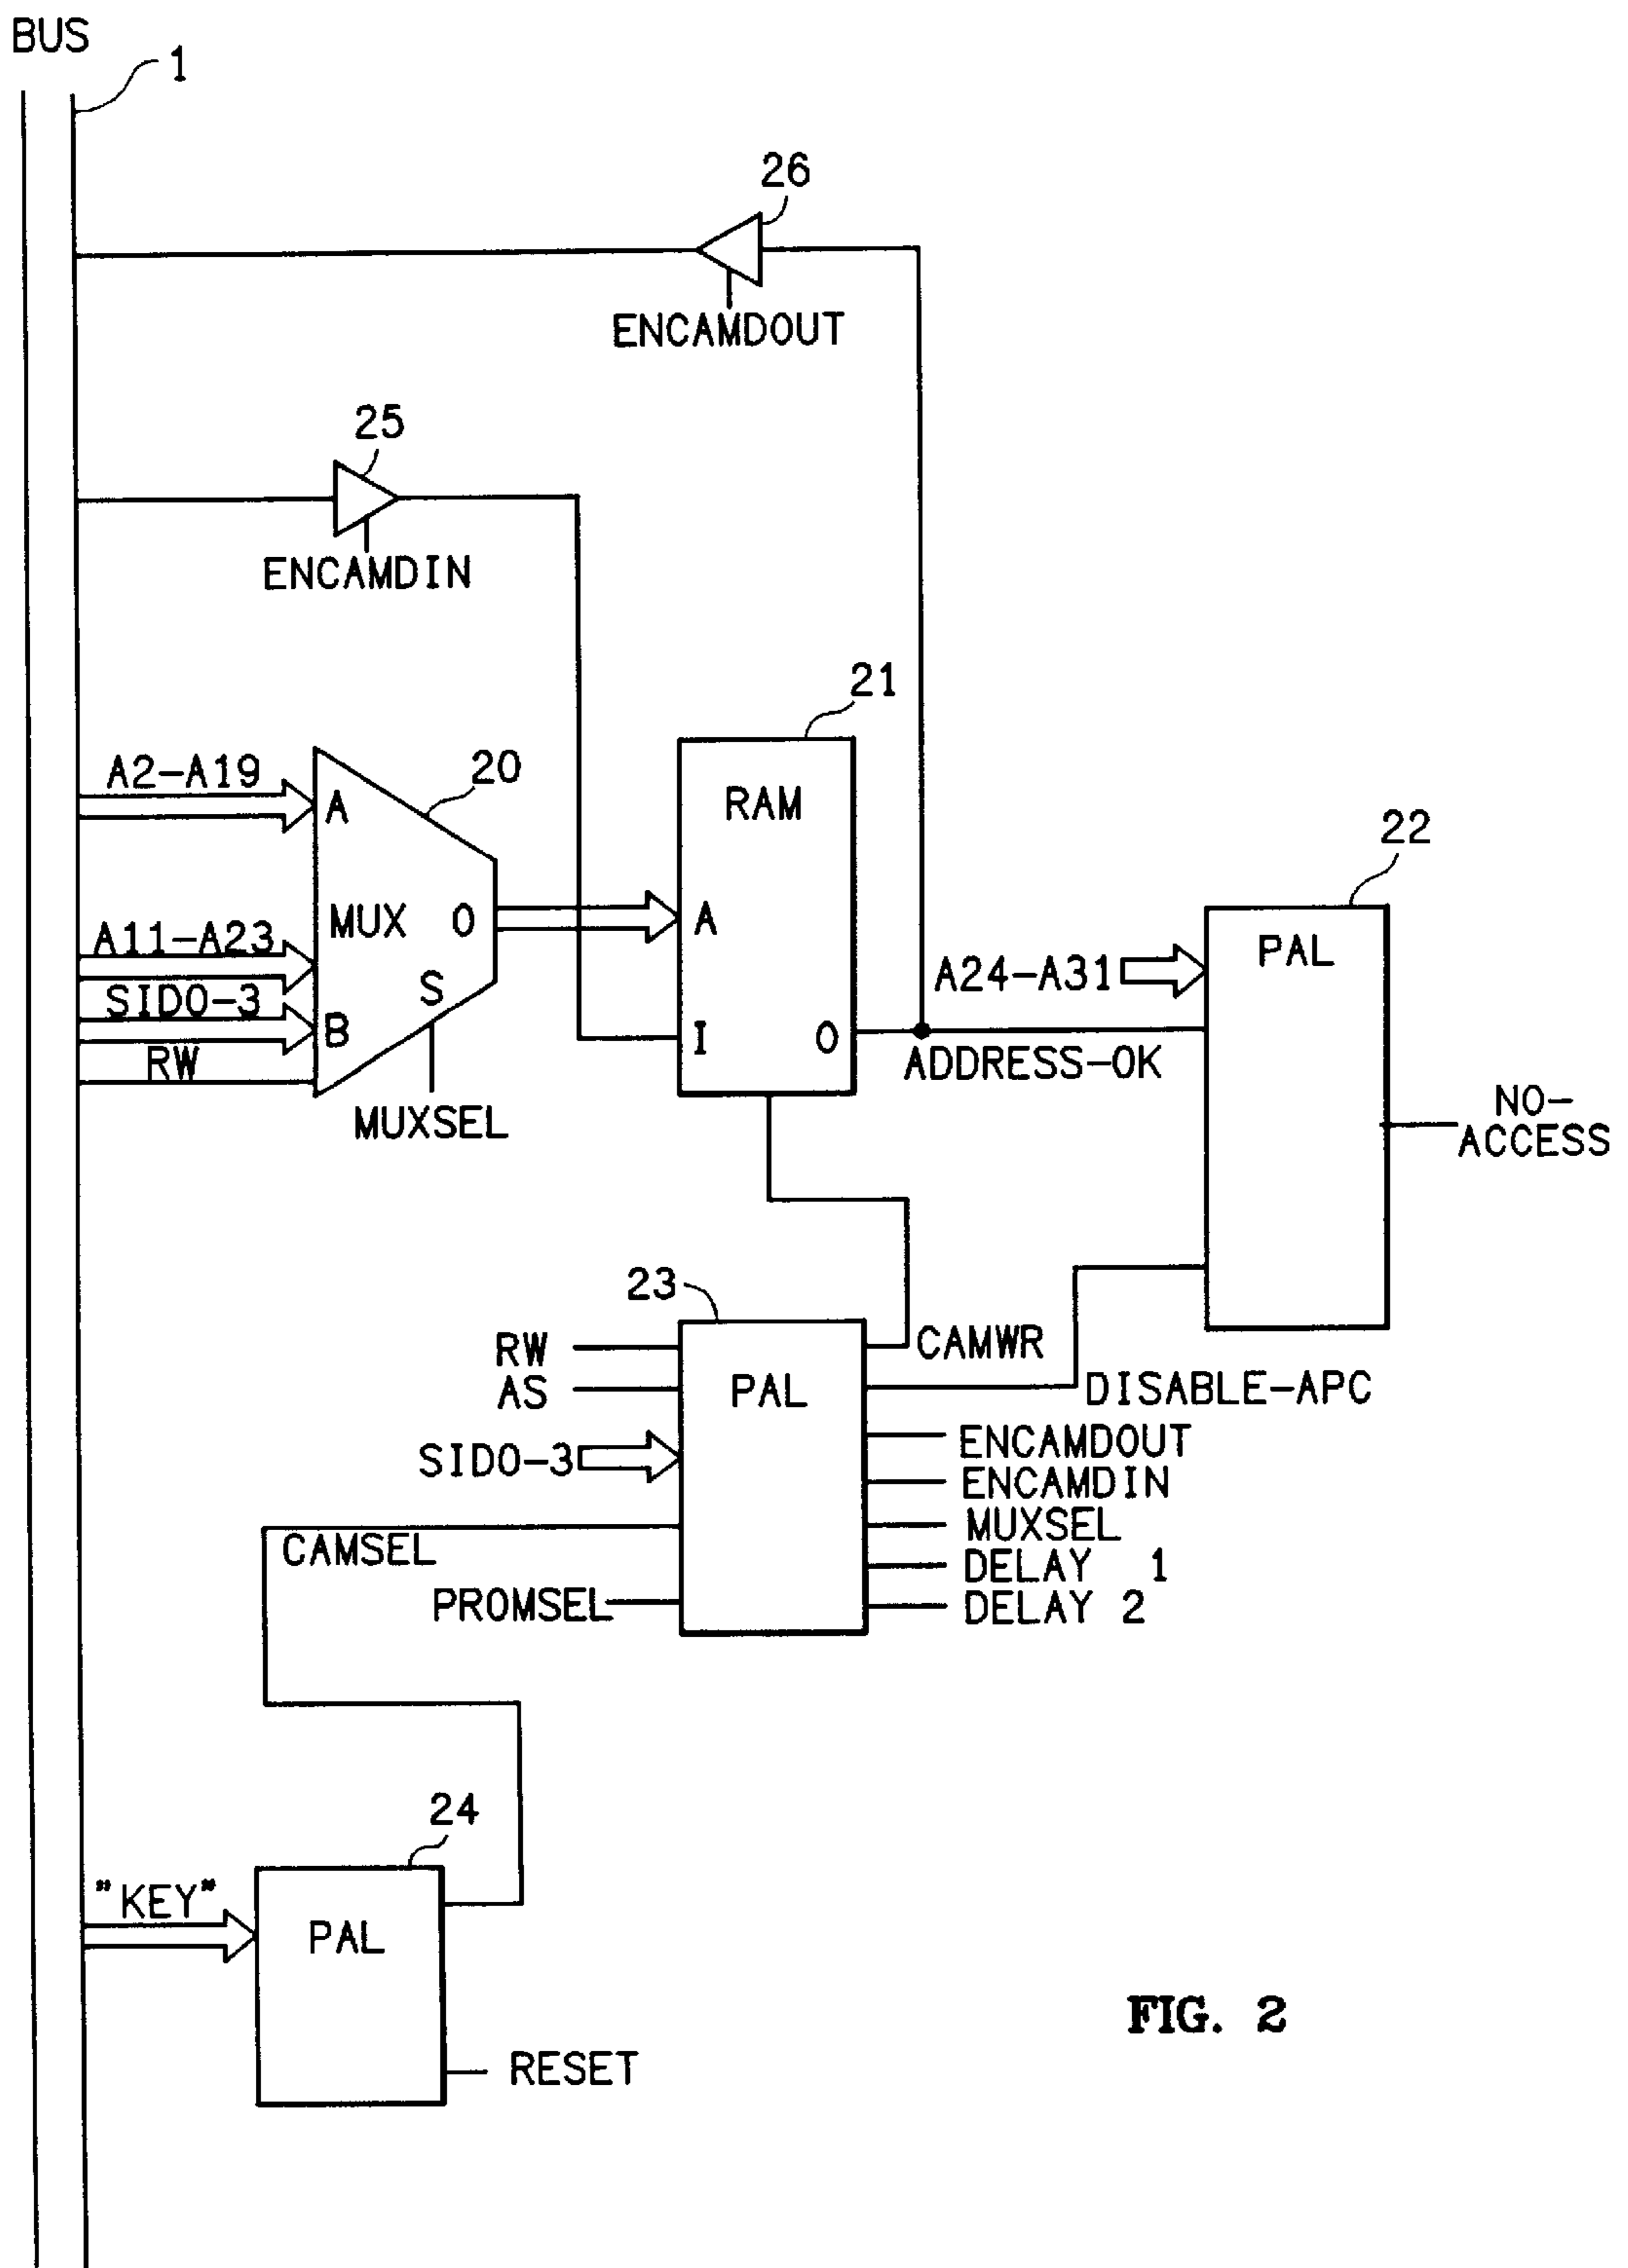 BUS
1
26
ENCAMDOUT
25
ENCAMDIN
21
A2-A19
20
RAM
A
22
A11-A23
MUX
O
A
PAL
A24-A31
S
SID0-3
B
I
O
RW
ADDRESS-OK
MUXSEL
NO-
ACCESS
23
RW
CAMWR
AS
PAL
DISABLE-APC
SID0-3
ENCAMDOUT
ENCAMDIN
MUXSEL
CAMSEL
DELAY 1
PROMSEL
DELAY 2
24
"KEY"
PAL
RESET
FIG. 2